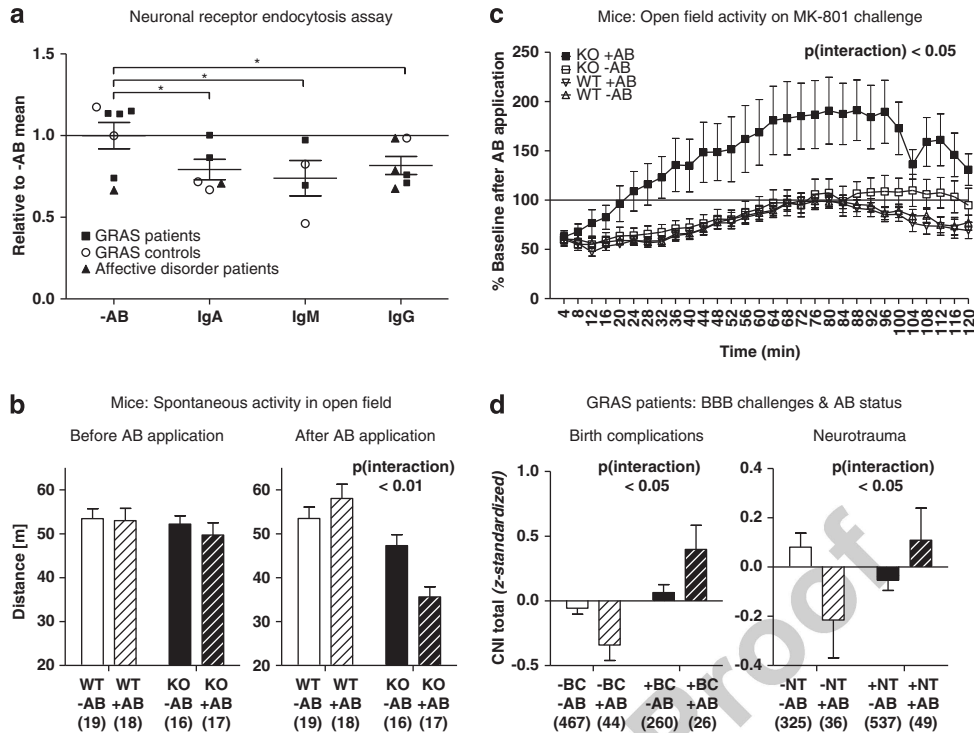 a
Neuronal receptor endocytosis assay
Relative to -AB mean
1.5
1.0
0.5
0.0
*
*
*
GRAS patients
GRAS controls
Affective disorder patients
-AB IgA IgM IgG
c
Mice: Open field activity on MK-801 challenge
% Baseline after AB application
250
200
150
100
50
0
KO +AB
KO -AB
WT +AB
WT -AB
p(interaction) < 0.05
4 8 12 16 20 24 28 32 36 40 44 48 52 56 60 64 68 72 76 80 84 88 92 96 100 104 108 112 116 120
Time (min)
b
Mice: Spontaneous activity in open field
Before AB application
After AB application
p(interaction)
< 0.01
Distance [m]
60
50
40
30
20
60
50
40
30
20
WT WT KO KO
-AB +AB -AB +AB
(19) (18) (16) (17)
WT WT KO KO
-AB +AB -AB +AB
(19) (18) (16) (17)
d
GRAS patients: BBB challenges & AB status
Birth complications
Neurotrauma
p(interaction)
< 0.05
p(interaction)
< 0.05
CNI total (z-standardized)
1.0
0.5
0.0
-0.5
0.4
0.2
0.0
-0.2
-0.4
-BC -BC +BC +BC
-AB +AB -AB +AB
(467) (44) (260) (26)
-NT -NT +NT +NT
-AB +AB -AB +AB
(325) (36) (537) (49)
Proof